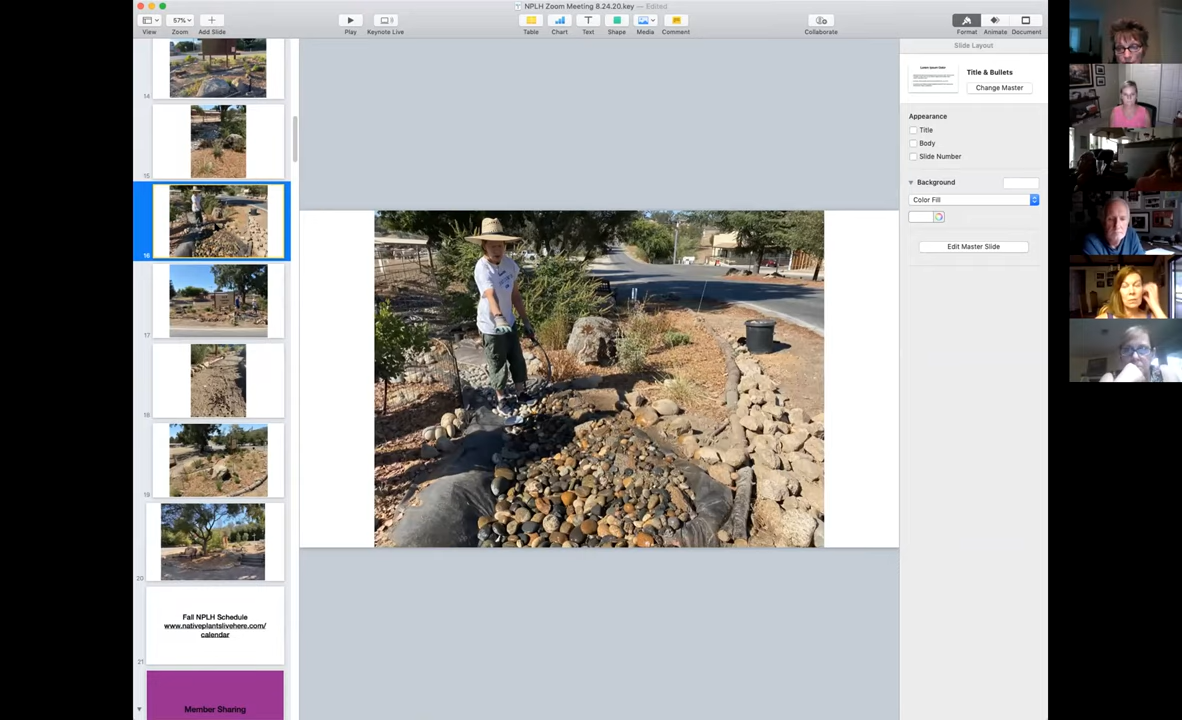 NPLH Zoom Meeting 8.24.20.key — Edited
57%
View
Zoom
Add Slide
Play
Keynote Live
Table
Chart
Text
Shape
Media
Comment
Collaborate
Format
Animate
Document
14
15
16
17
18
19
20
Fall NPLH Schedule
www.nativeplantslivehere.com/
calendar
21
Member Sharing
Slide Layout
Title & Bullets
Change Master
Appearance
Title
Body
Slide Number
Background
Color Fill
Edit Master Slide